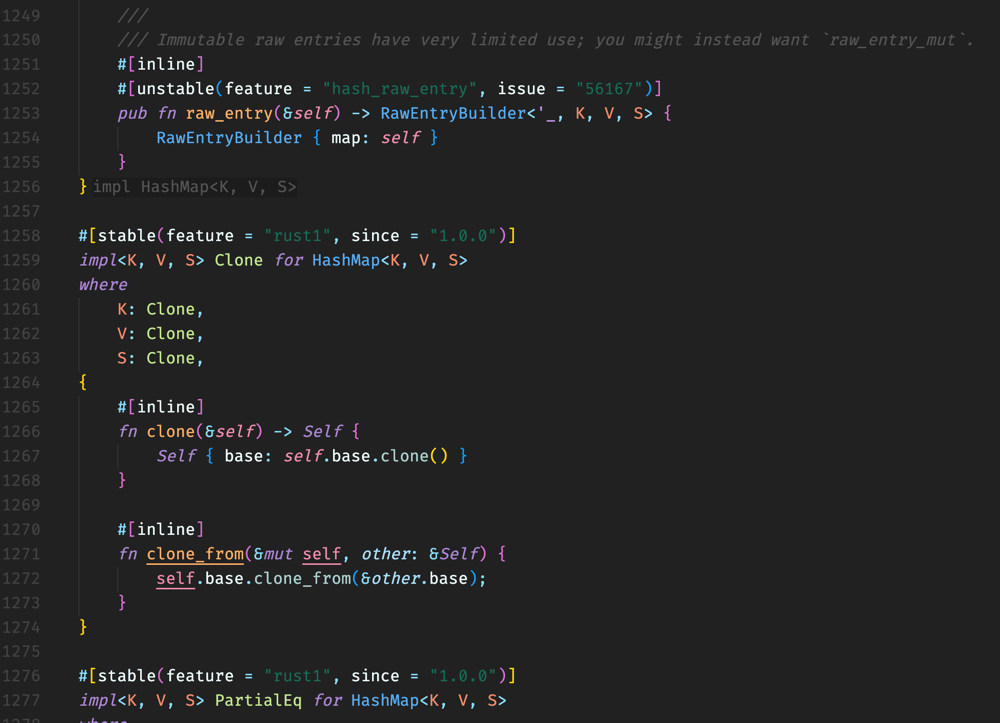 1249 ///
1250 /// Immutable raw entries have very limited use; you might instead want `raw_entry_mut`.
1251 #[inline]
1252 #[unstable(feature = "hash_raw_entry", issue = "56167")]
1253 pub fn raw_entry(&self) -> RawEntryBuilder<'_, K, V, S> {
1254 RawEntryBuilder { map: self }
1255 }
1256 } impl HashMap<K, V, S>
1257
1258 #[stable(feature = "rust1", since = "1.0.0")]
1259 impl<K, V, S> Clone for HashMap<K, V, S>
1260 where
1261 K: Clone,
1262 V: Clone,
1263 S: Clone,
1264 {
1265 #[inline]
1266 fn clone(&self) -> Self {
1267 Self { base: self.base.clone() }
1268 }
1269
1270 #[inline]
1271 fn clone_from(&mut self, other: &Self) {
1272 self.base.clone_from(&other.base);
1273 }
1274 }
1275
1276 #[stable(feature = "rust1", since = "1.0.0")]
1277 impl<K, V, S> PartialEq for HashMap<K, V, S>
1278 where